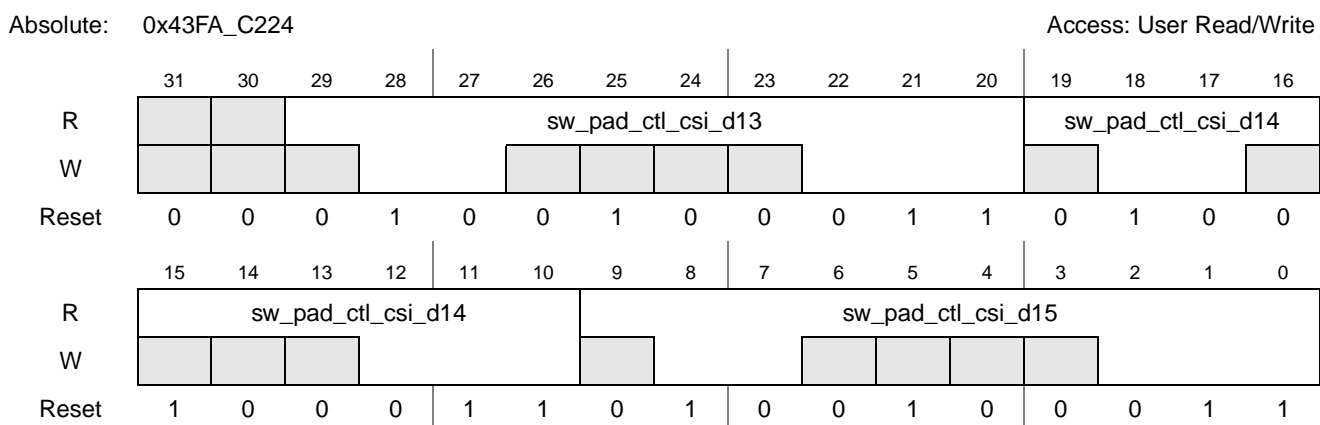 Absolute: 0x43FA_C224 Access: User Read/Write
31 30 29 28 27 26 25 24 23 22 21 20 19 18 17 16
R sw_pad_ctl_csi_d13 sw_pad_ctl_csi_d14
W
Reset 0 0 0 1 0 0 1 0 0 0 1 1 0 1 0 0
15 14 13 12 11 10 9 8 7 6 5 4 3 2 1 0
R sw_pad_ctl_csi_d14 sw_pad_ctl_csi_d15
W
Reset 1 0 0 0 1 1 0 1 0 0 1 0 0 0 1 1